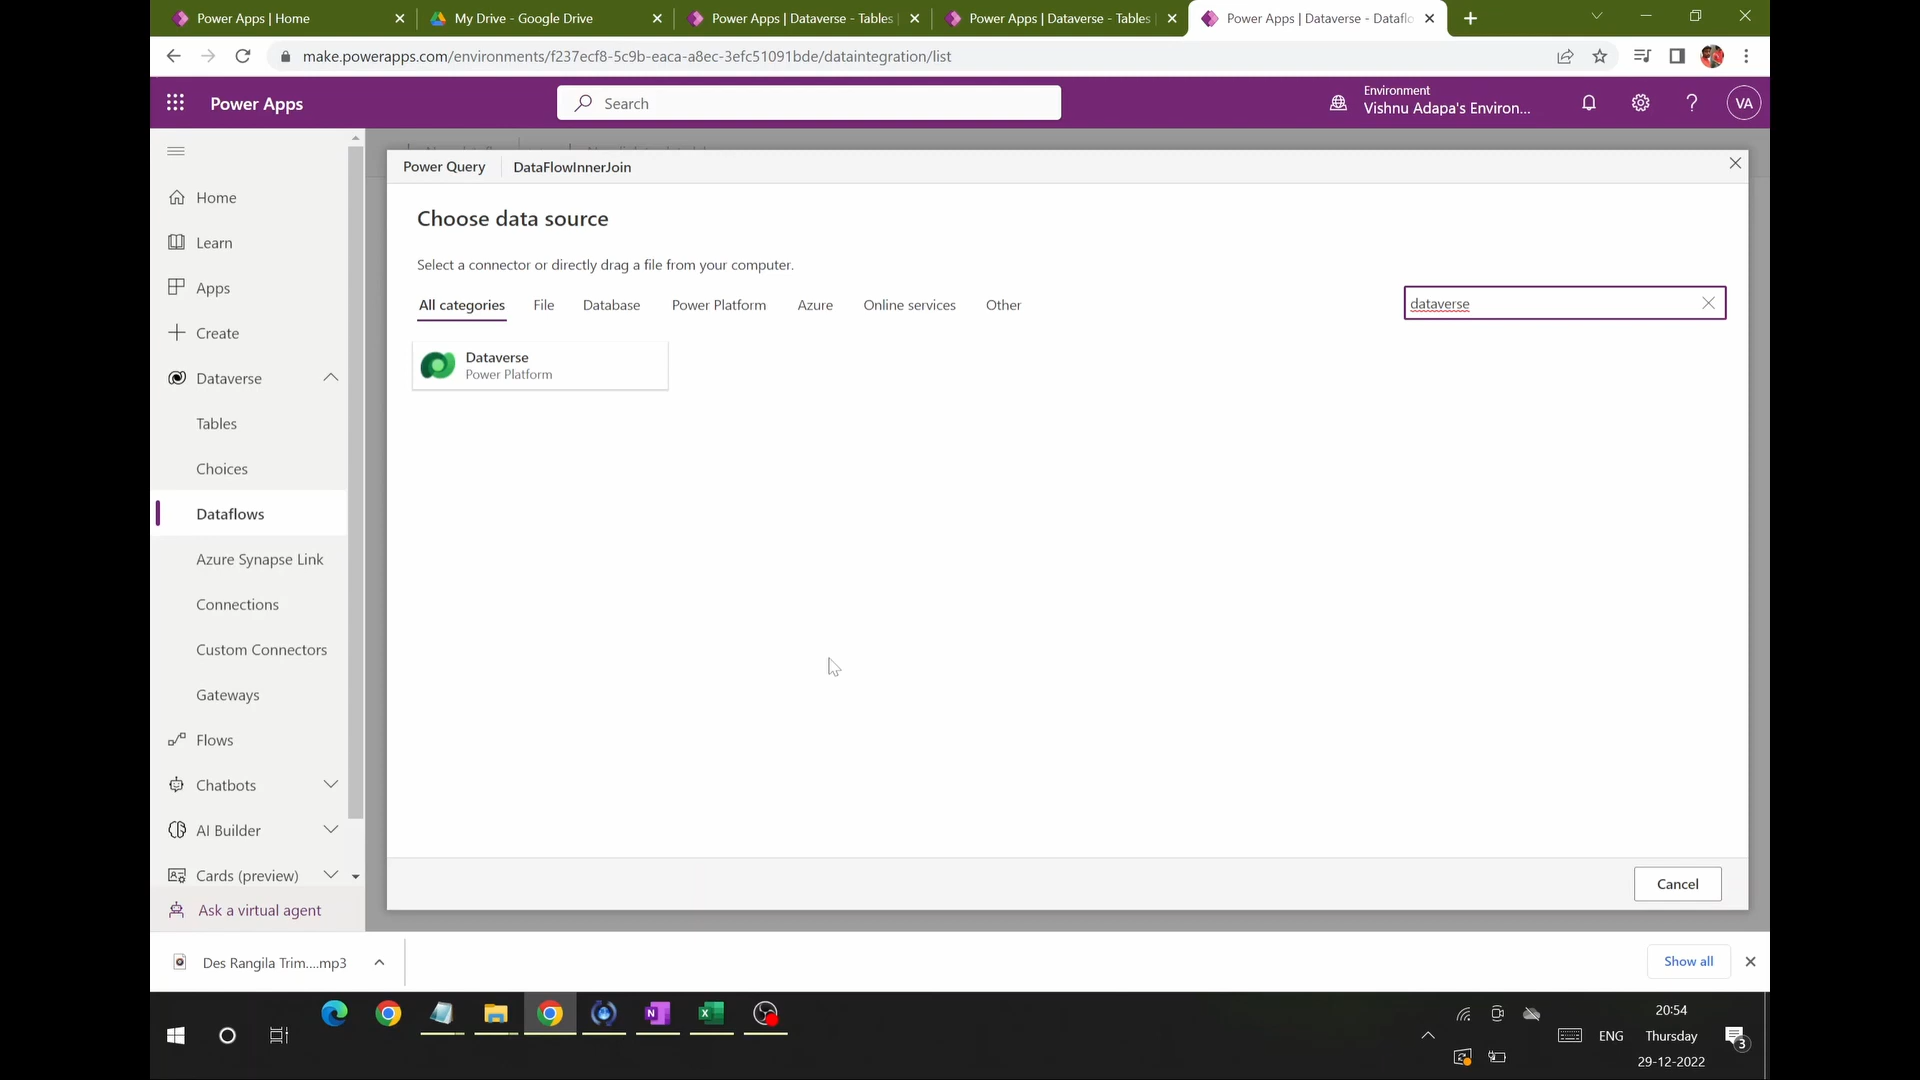 Power Apps | Home
My Drive - Google Drive
Power Apps | Dataverse - Tables
Power Apps | Dataverse - Tables
Power Apps | Dataverse - Dataflo
make.powerapps.com/environments/f237ecf8-5c9b-eaca-a8ec-3efc51091bde/dataintegration/list
Power Apps
Search
Environment
Vishnu Adapa's Environ...
VA
Home
Learn
Apps
Create
Dataverse
Tables
Choices
Dataflows
Azure Synapse Link
Connections
Custom Connectors
Gateways
Flows
Chatbots
AI Builder
Cards (preview)
Ask a virtual agent
Power Query
DataFlowInnerJoin
Choose data source
Select a connector or directly drag a file from your computer.
All categories
File
Database
Power Platform
Azure
Online services
Other
dataverse
Dataverse
Power Platform
Cancel
Des Rangila Trim....mp3
Show all
20:54
ENG
Thursday
29-12-2022
3